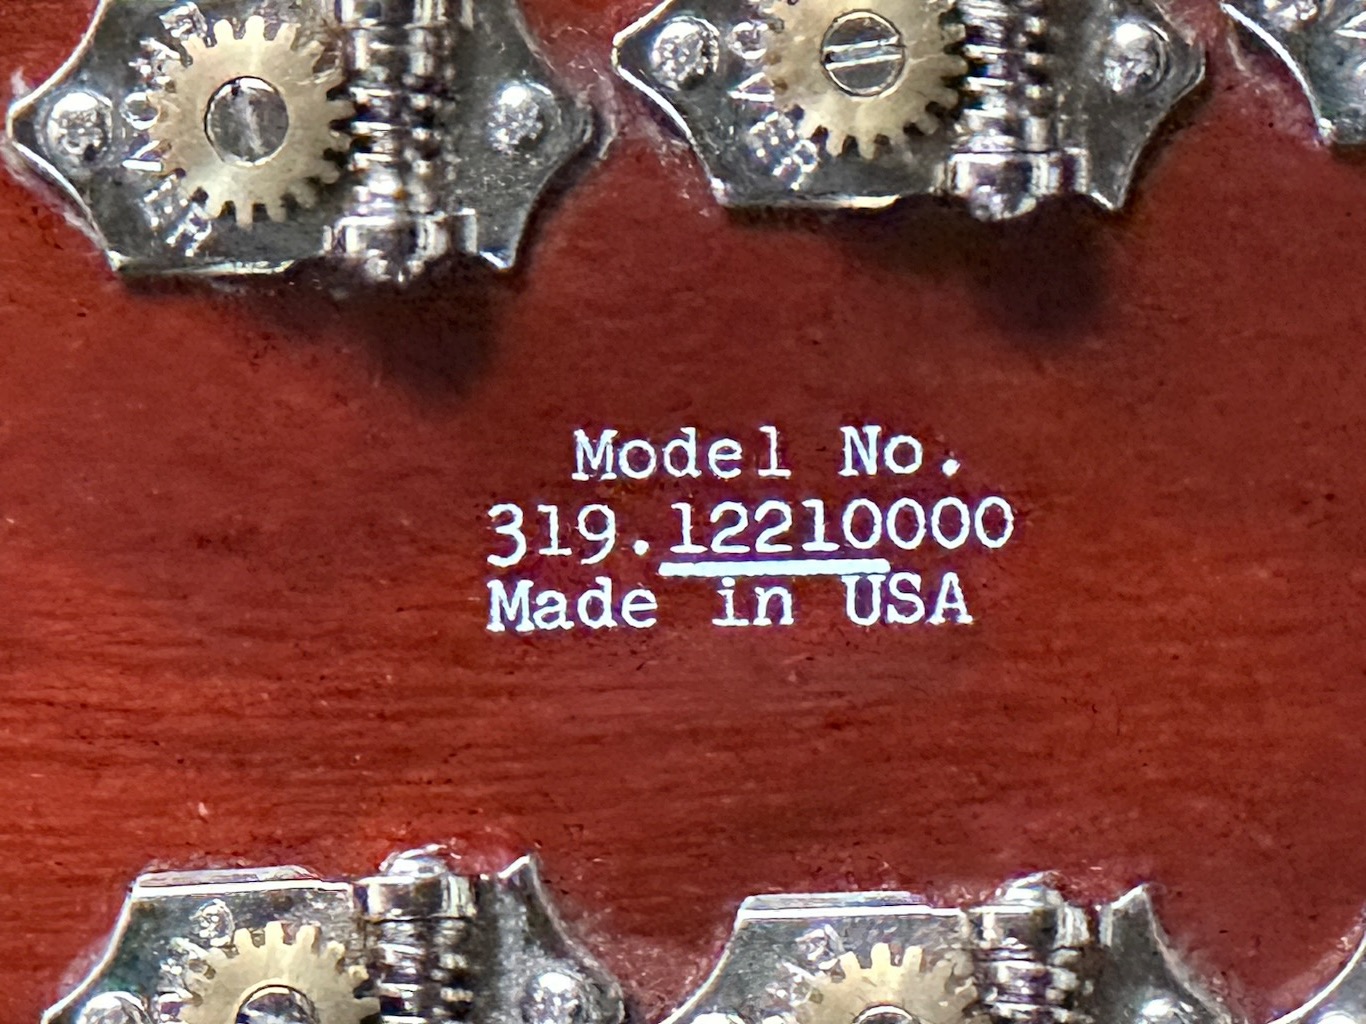 Model No.
319.12210000
Made in USA